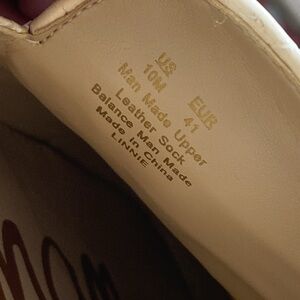 US EUR
10M 41
Man Made Upper
Leather Sock
Balance Man Made
Made in China
LINNIE